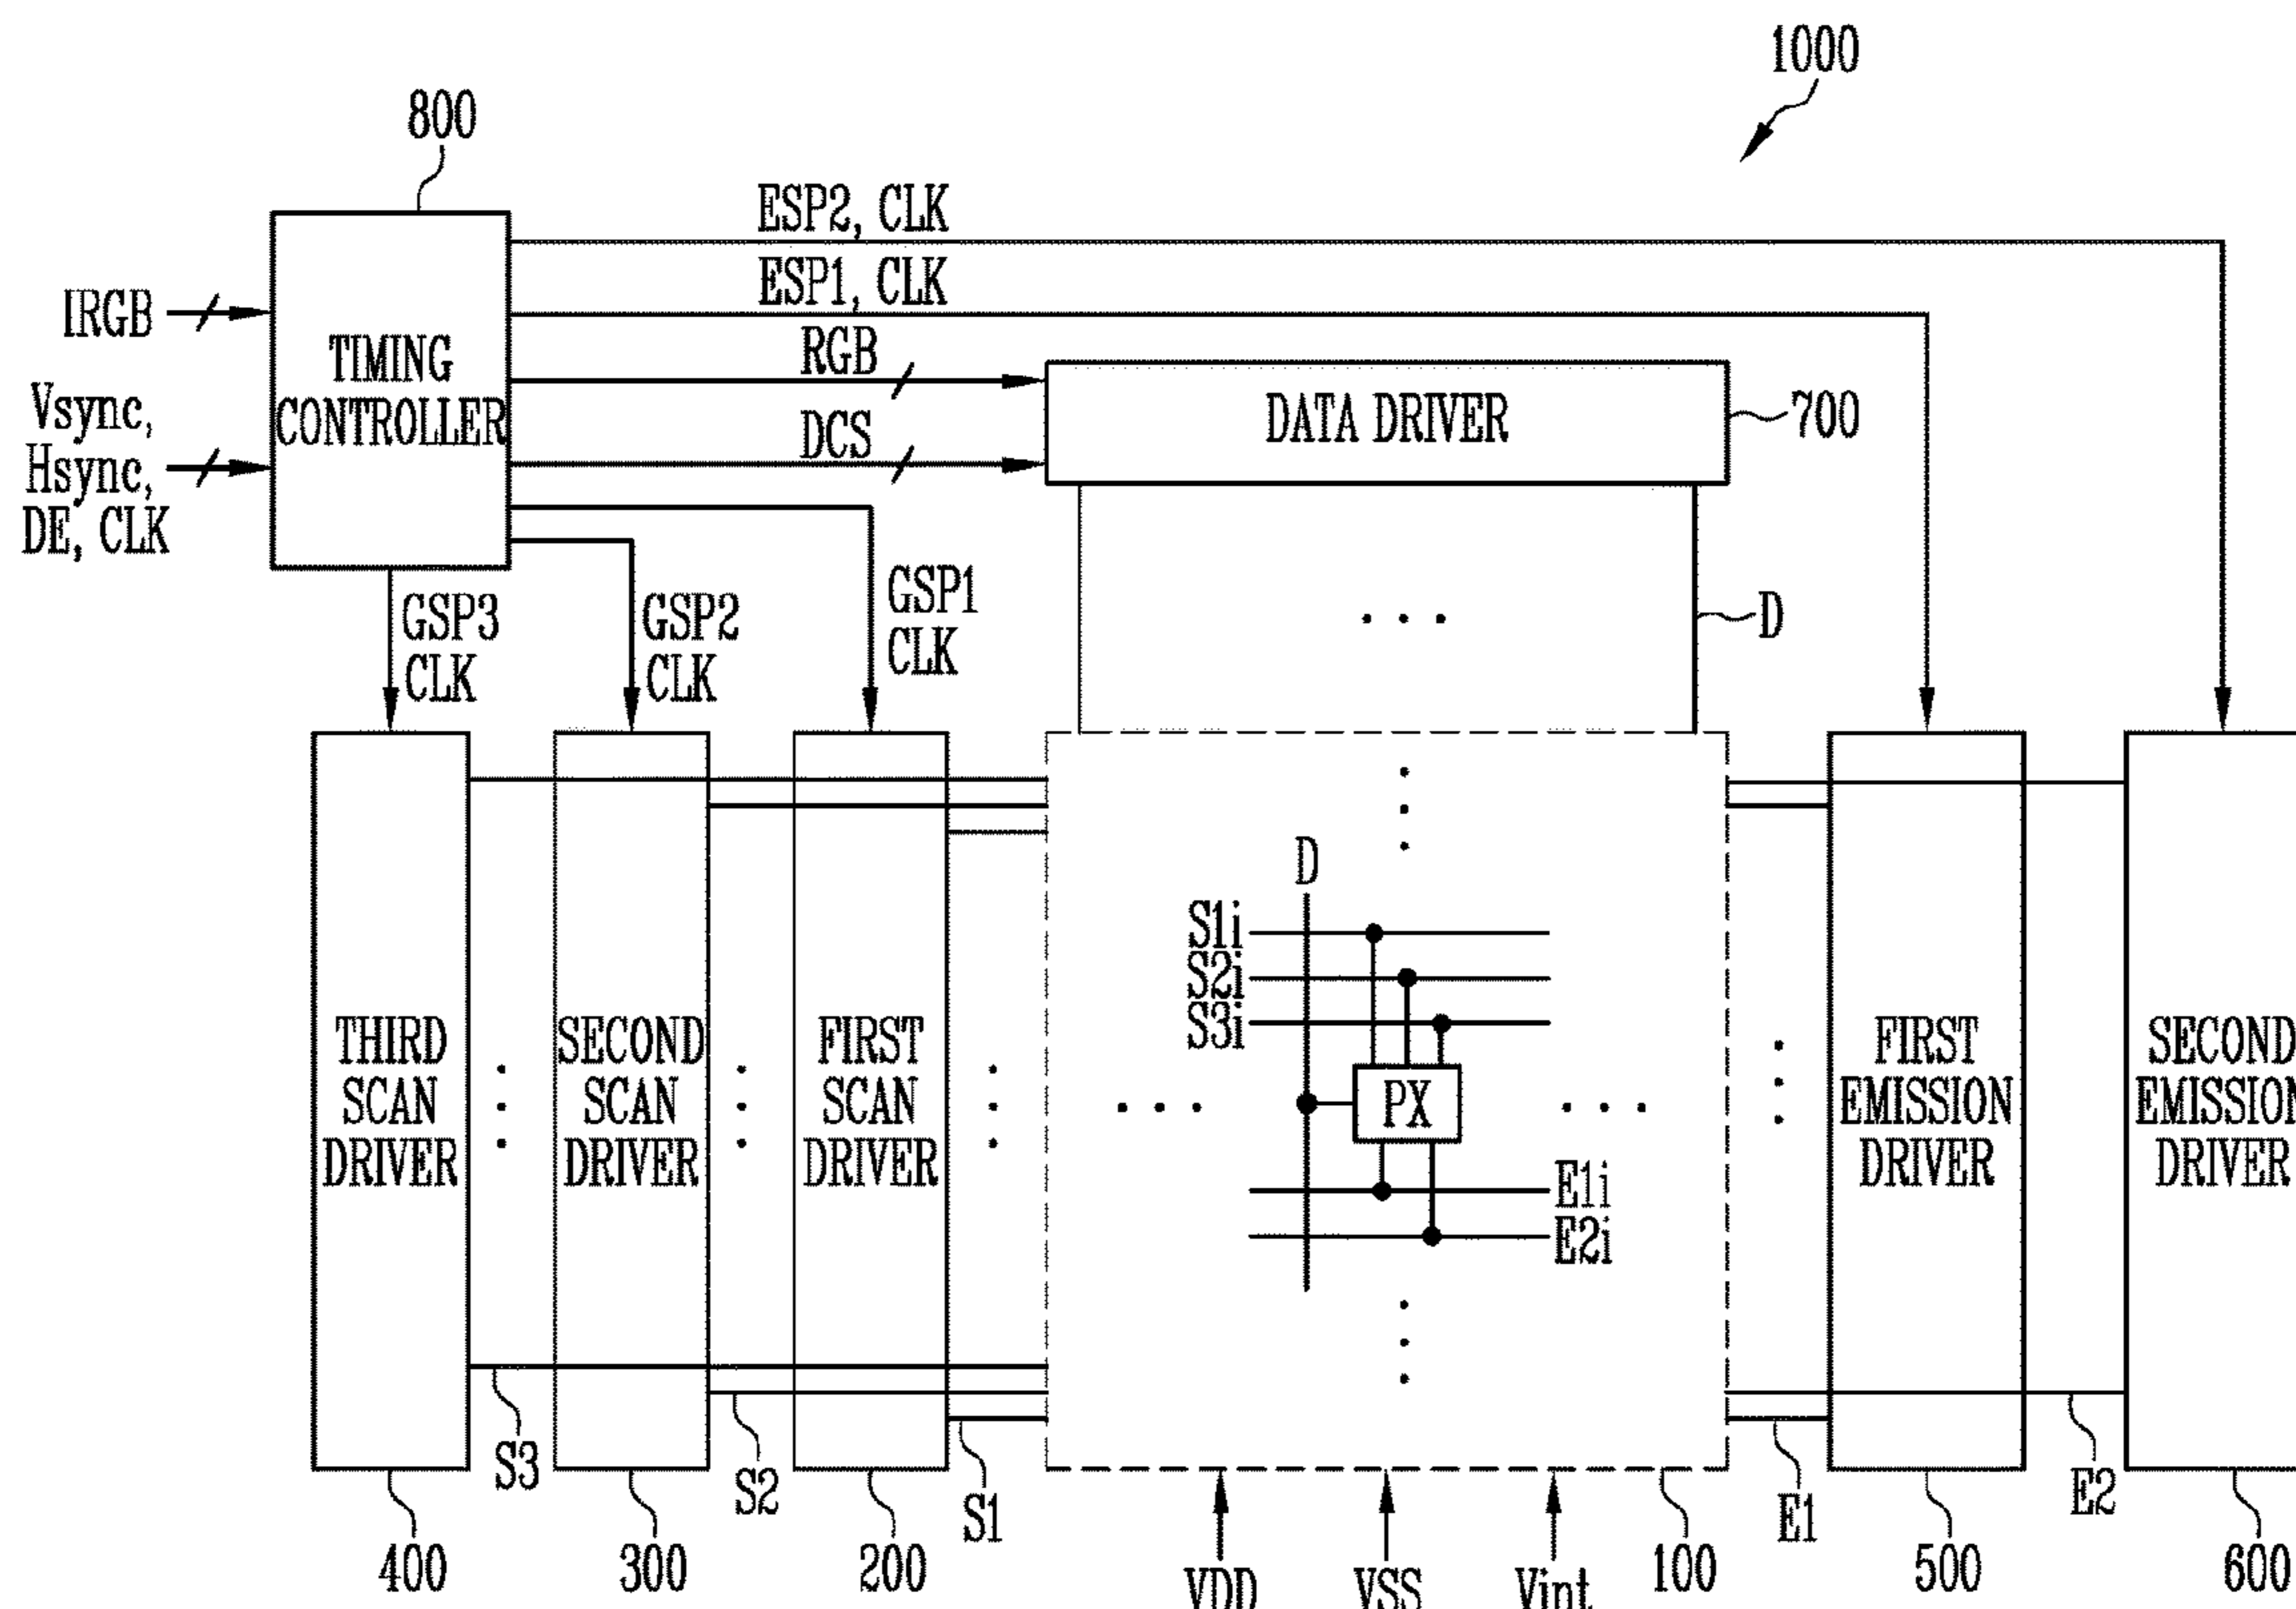 1000
800
ESP2, CLK
ESP1, CLK
IRGB
TIMING
CONTROLLER
RGB
DATA DRIVER
700
Vsync,
Hsync,
DE, CLK
DCS
GSP3
CLK
GSP2
CLK
GSP1
CLK
D
D
S1i
S2i
S3i
PX
E1i
E2i
THIRD
SCAN
DRIVER
SECOND
SCAN
DRIVER
FIRST
SCAN
DRIVER
FIRST
EMISSION
DRIVER
SECOND
EMISSION
DRIVER
S3
S2
S1
E1
E2
400
300
200
VDD
VSS
Vint
100
500
600